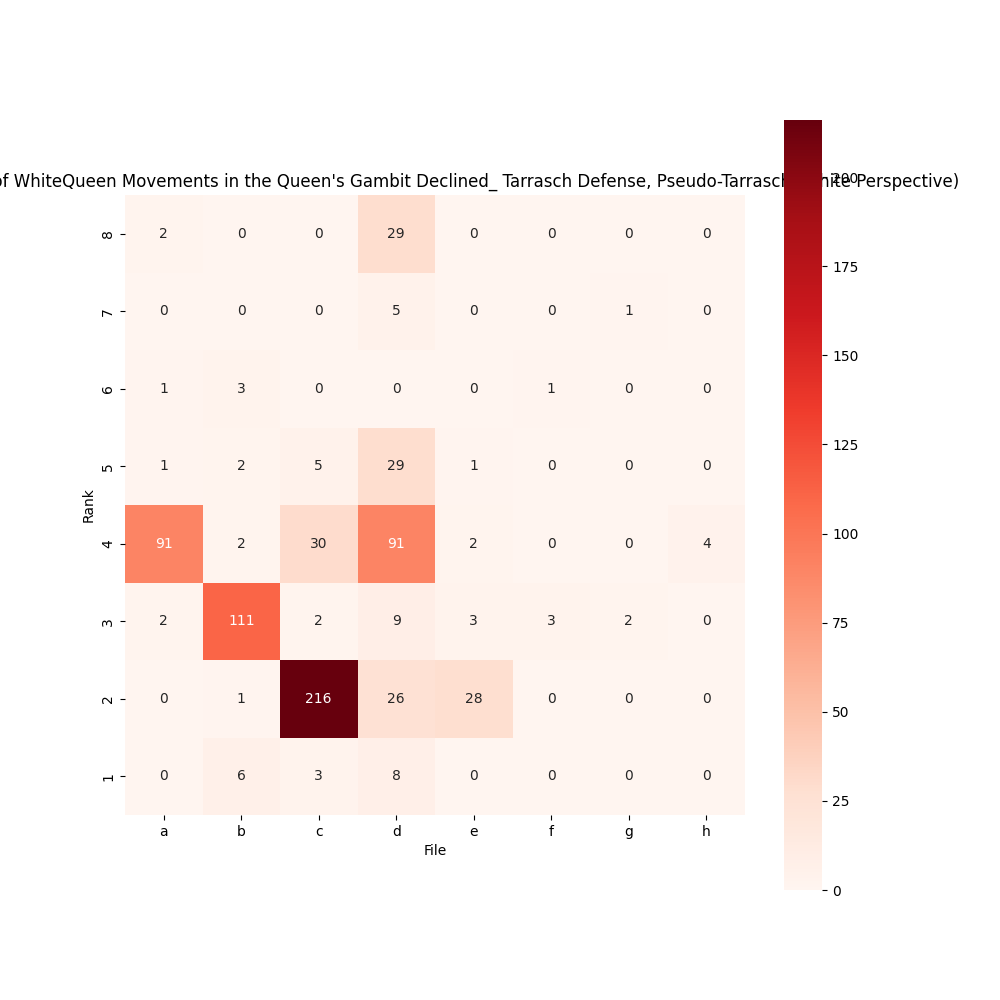 of WhiteQueen Movements in the Queen's Gambit Declined_ Tarrasch Defense, Pseudo-Tarrasch Perspective)
200
8 2 0 0 29 0 0 0 0
175
7 0 0 0 5 0 0 1 0
150
6 1 3 0 0 0 1 0 0
125
5 1 2 5 29 1 0 0 0
Rank
100
4 91 2 30 91 2 0 0 4
75
3 2 111 2 9 3 3 2 0
50
2 0 1 216 26 28 0 0 0
25
1 0 6 3 8 0 0 0 0
a b c d e f g h
File
0